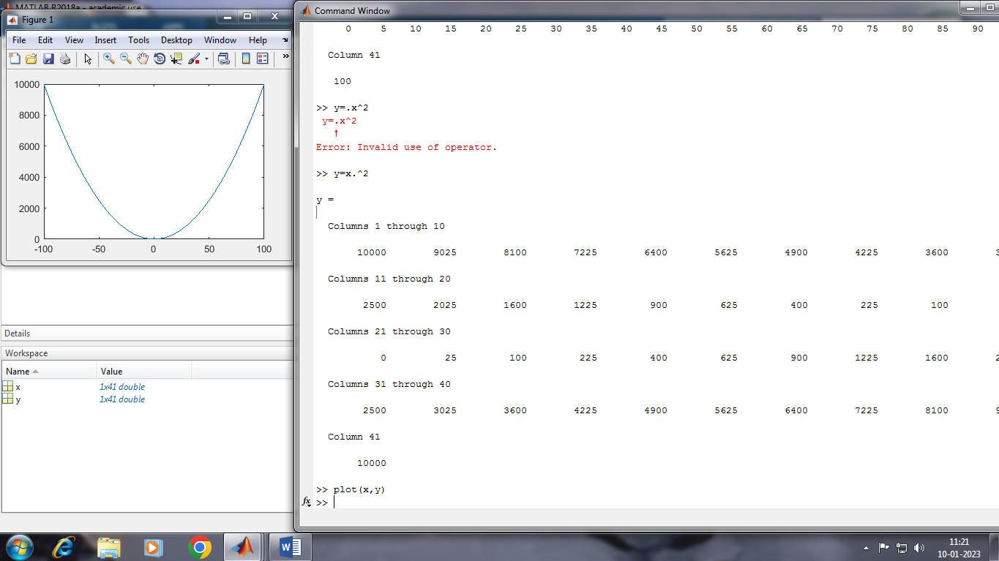 MATLAB R2018a - academic use
Figure 1
File Edit View Insert Tools Desktop Window Help
10000
8000
6000
4000
2000
0
-100 -50 0 50 100
Details
Workspace
Name Value
x 1x41 double
y 1x41 double
Command Window
0 5 10 15 20 25 30 35 40 45 50 55 60 65 70 75 80 85 90
Column 41
100
>> y=.x^2
y=.x^2
↑
Error: Invalid use of operator.
>> y=x.^2
y =
Columns 1 through 10
10000 9025 8100 7225 6400 5625 4900 4225 3600
Columns 11 through 20
2500 2025 1600 1225 900 625 400 225 100
Columns 21 through 30
0 25 100 225 400 625 900 1225 1600
Columns 31 through 40
2500 3025 3600 4225 4900 5625 6400 7225 8100
Column 41
10000
>> plot(x,y)
fx >>
11:21
10-01-2023